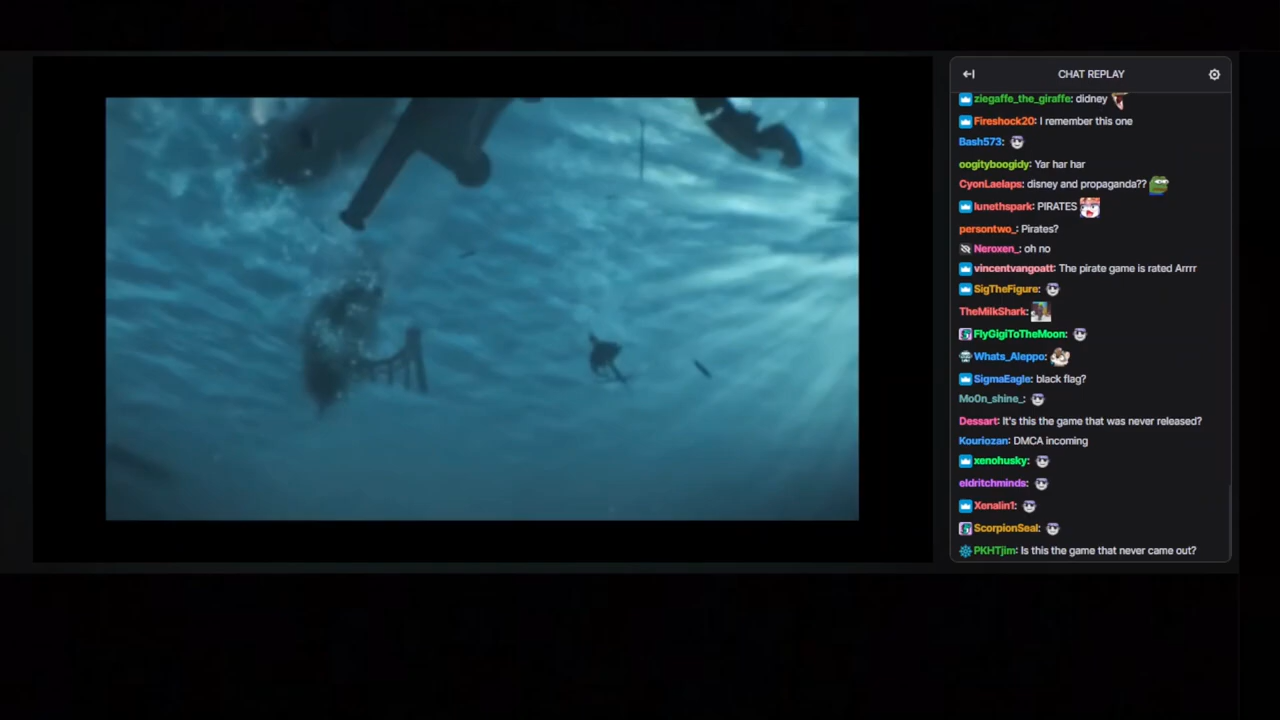 CHAT REPLAY
ziegaffe_the_giraffe: didney
Fireshock20: I remember this one
Bash573:
oogityboogidy: Yar har har
CyonLaelaps: disney and propaganda??
lunethspark: PIRATES
persontwo_: Pirates?
Neroxen_: oh no
vincentvangoatt: The pirate game is rated Arrrr
SigTheFigure:
TheMilkShark:
FlyGigiToTheMoon:
Whats_Aleppo:
SigmaEagle: black flag?
Mo0n_shine_:
Dessart: It's this the game that was never released?
Kouriozan: DMCA incoming
xenohusky:
eldritchminds:
Xenalin1:
ScorpionSeal:
PKHTjim: Is this the game that never came out?